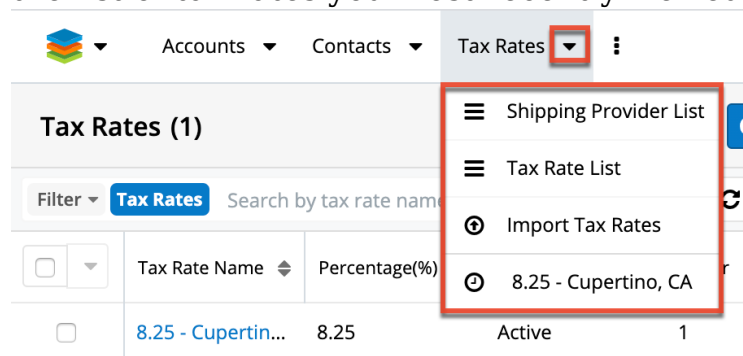 Accounts Contacts Tax Rates
Tax Rates (1)
Shipping Provider List
Tax Rate List
Filter Tax Rates Search by tax rate name
Import Tax Rates
8.25 - Cupertino, CA
Tax Rate Name Percentage(%)
8.25 - Cupertin... 8.25 Active 1